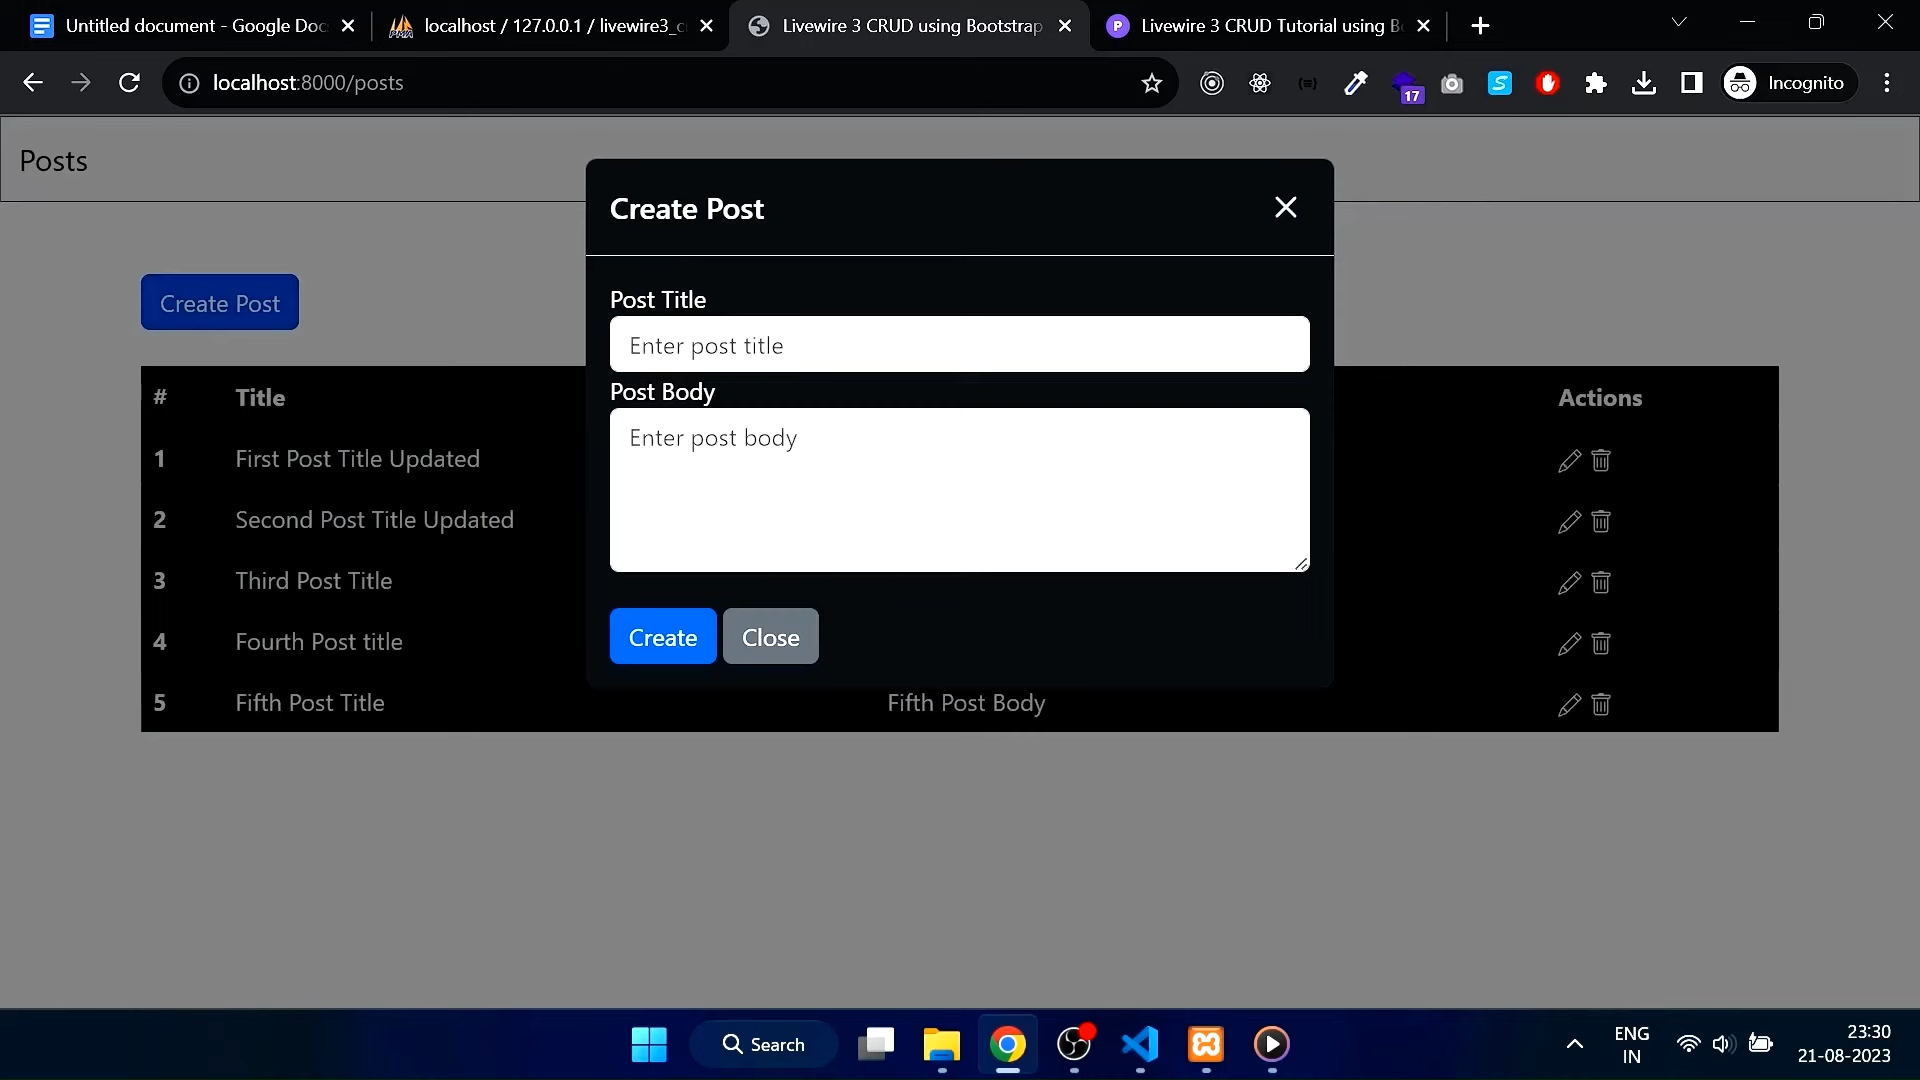 Untitled document - Google Doc
localhost / 127.0.0.1 / livewire3_c
Livewire 3 CRUD using Bootstrap
P
Livewire 3 CRUD Tutorial using B
localhost:8000/posts
S
17
Incognito
Posts
Create Post
Create Post
Post Title
Enter post title
Post Body
Enter post body
Create Close
# Title Actions
1 First Post Title Updated
2 Second Post Title Updated
3 Third Post Title
4 Fourth Post title
5 Fifth Post Title Fifth Post Body
Search
ENG
IN
23:30
21-08-2023